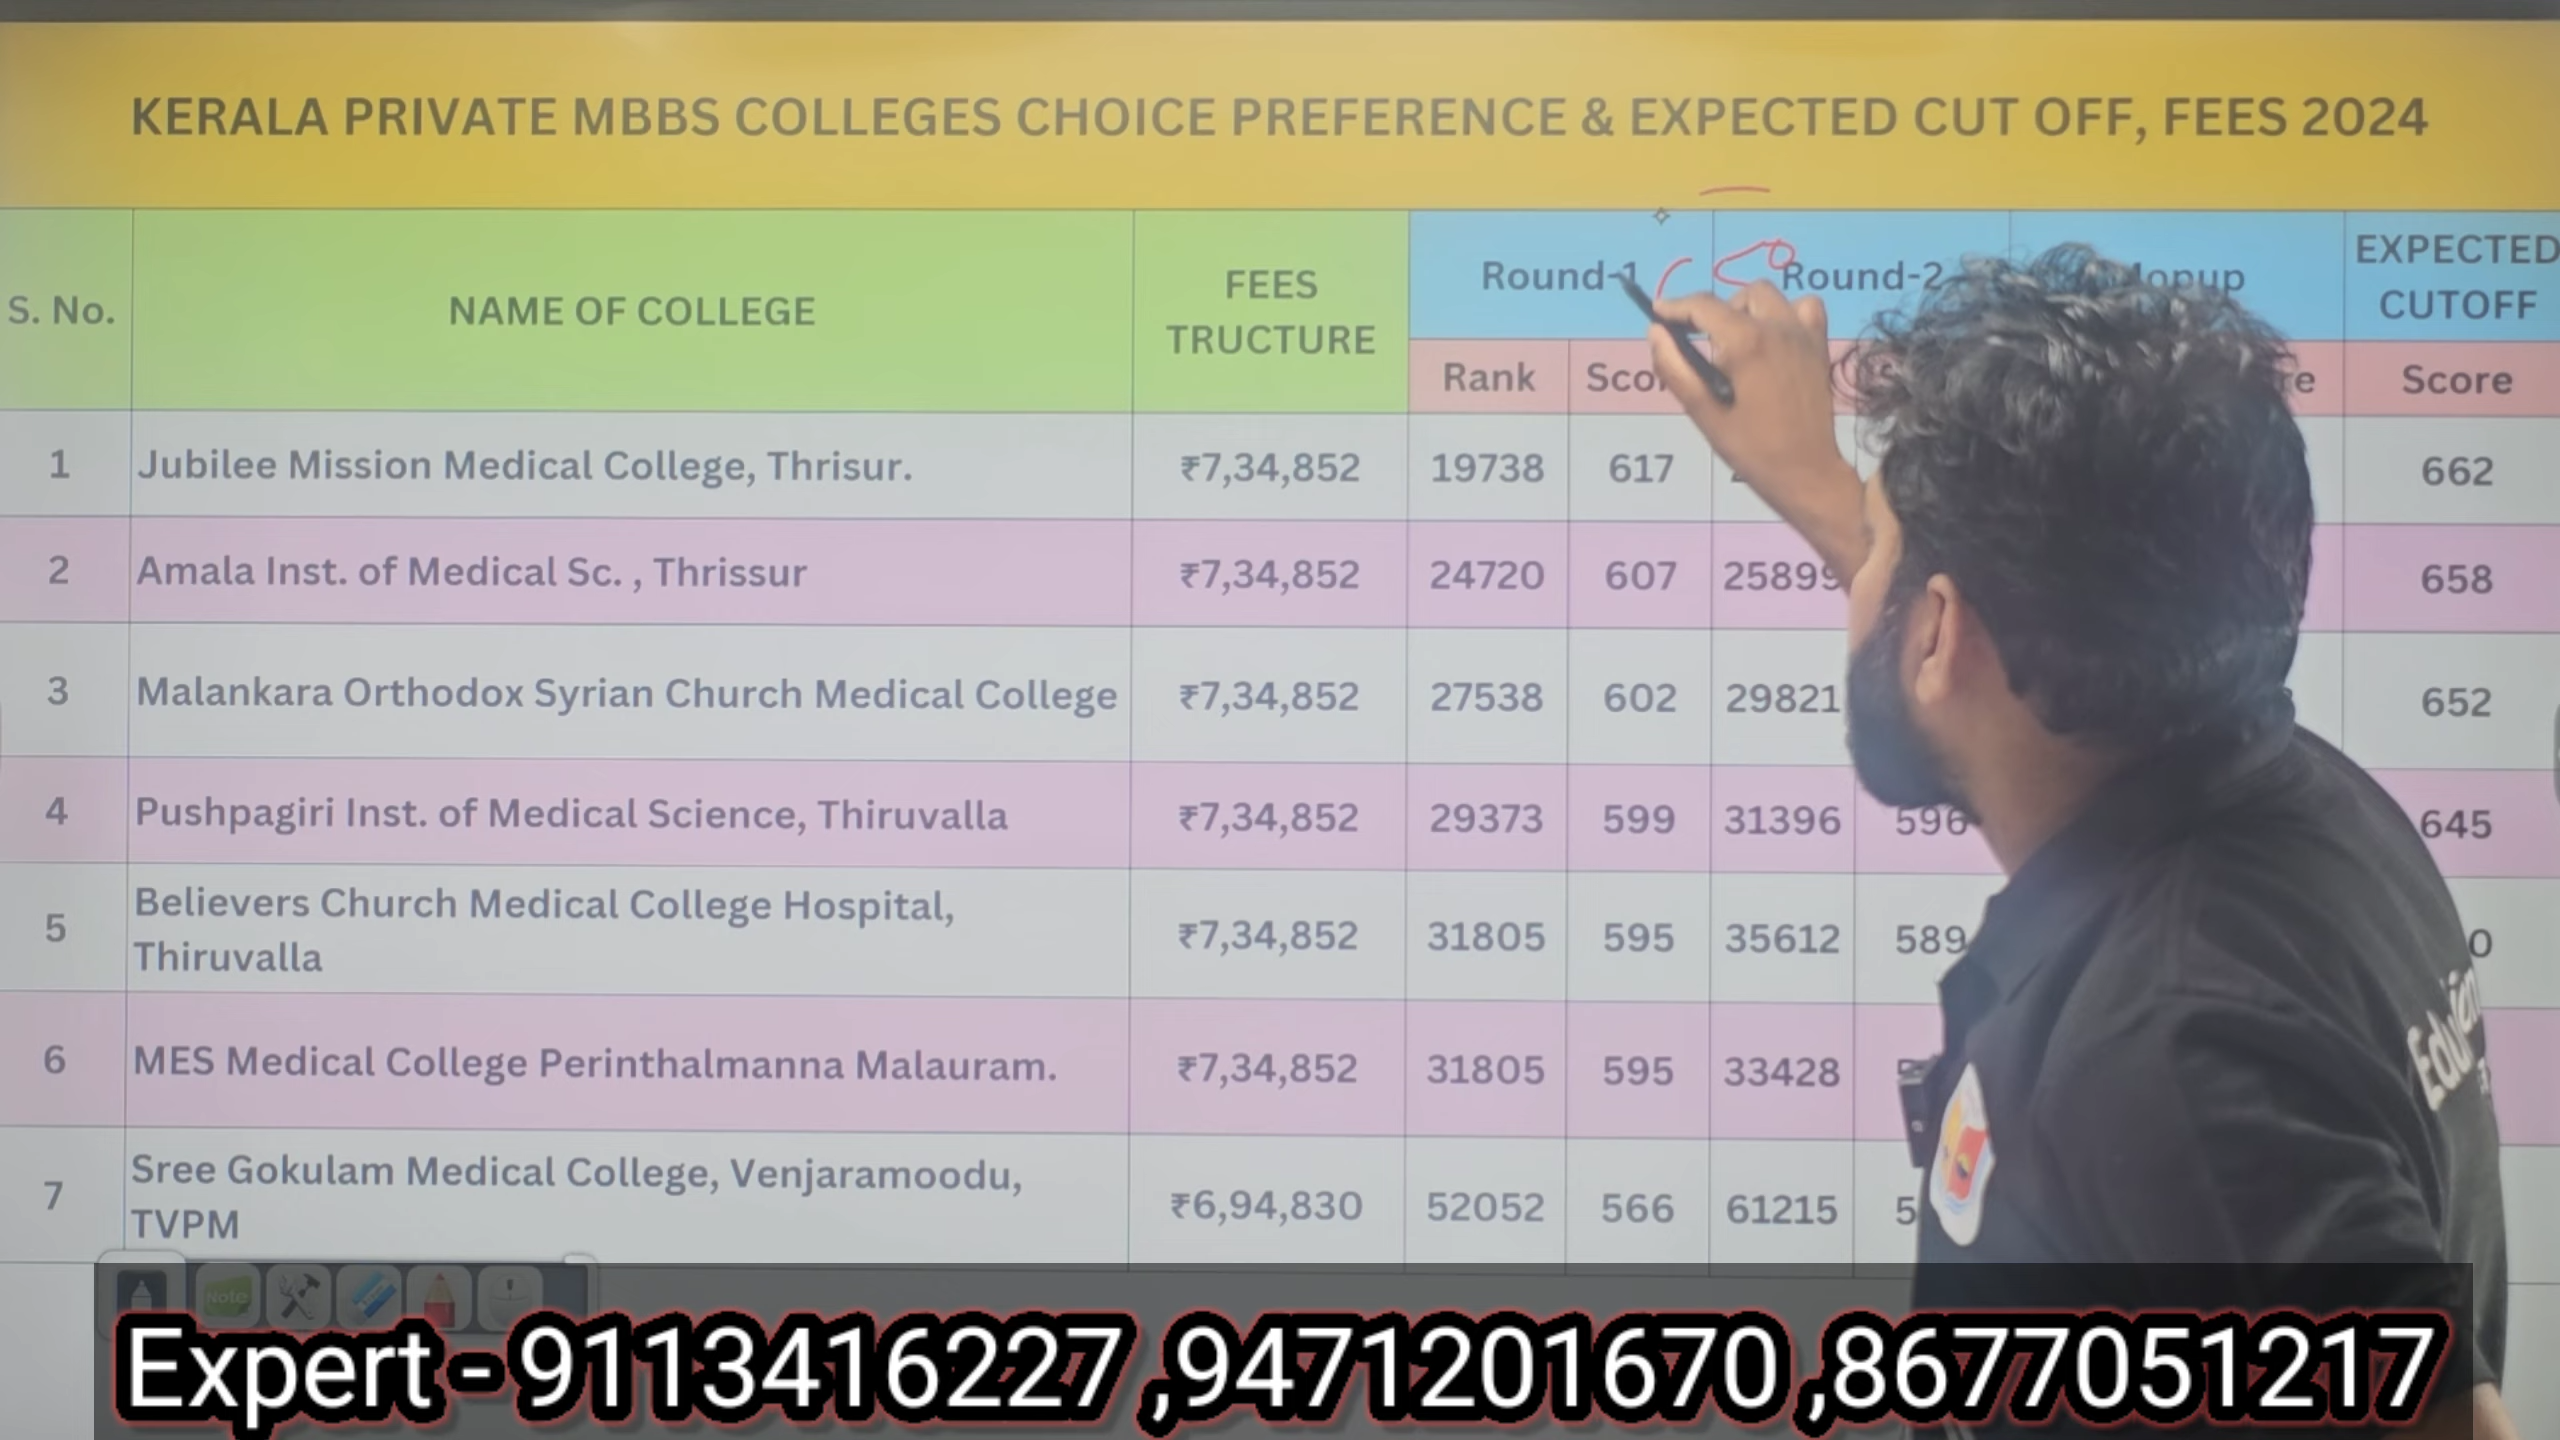 KERALA PRIVATE MBBS COLLEGES CHOICE PREFERENCE & EXPECTED CUT OFF, FEES 2024
S. No. NAME OF COLLEGE FEES TRUCTURE Round-1 Round-2 EXPECTED CUTOFF
Rank Score
1 Jubilee Mission Medical College, Thrisur. ₹7,34,852 19738 617 662
2 Amala Inst. of Medical Sc. , Thrissur ₹7,34,852 24720 607 25899 658
3 Malankara Orthodox Syrian Church Medical College ₹7,34,852 27538 602 29821 652
4 Pushpagiri Inst. of Medical Science, Thiruvalla ₹7,34,852 29373 599 31396 596 645
5 Believers Church Medical College Hospital, Thiruvalla ₹7,34,852 31805 595 35612 589
6 MES Medical College Perinthalmanna Malauram. ₹7,34,852 31805 595 33428
7 Sree Gokulam Medical College, Venjaramoodu, TVPM ₹6,94,830 52052 566 61215
Note
Expert - 9113416227 ,9471201670 ,8677051217